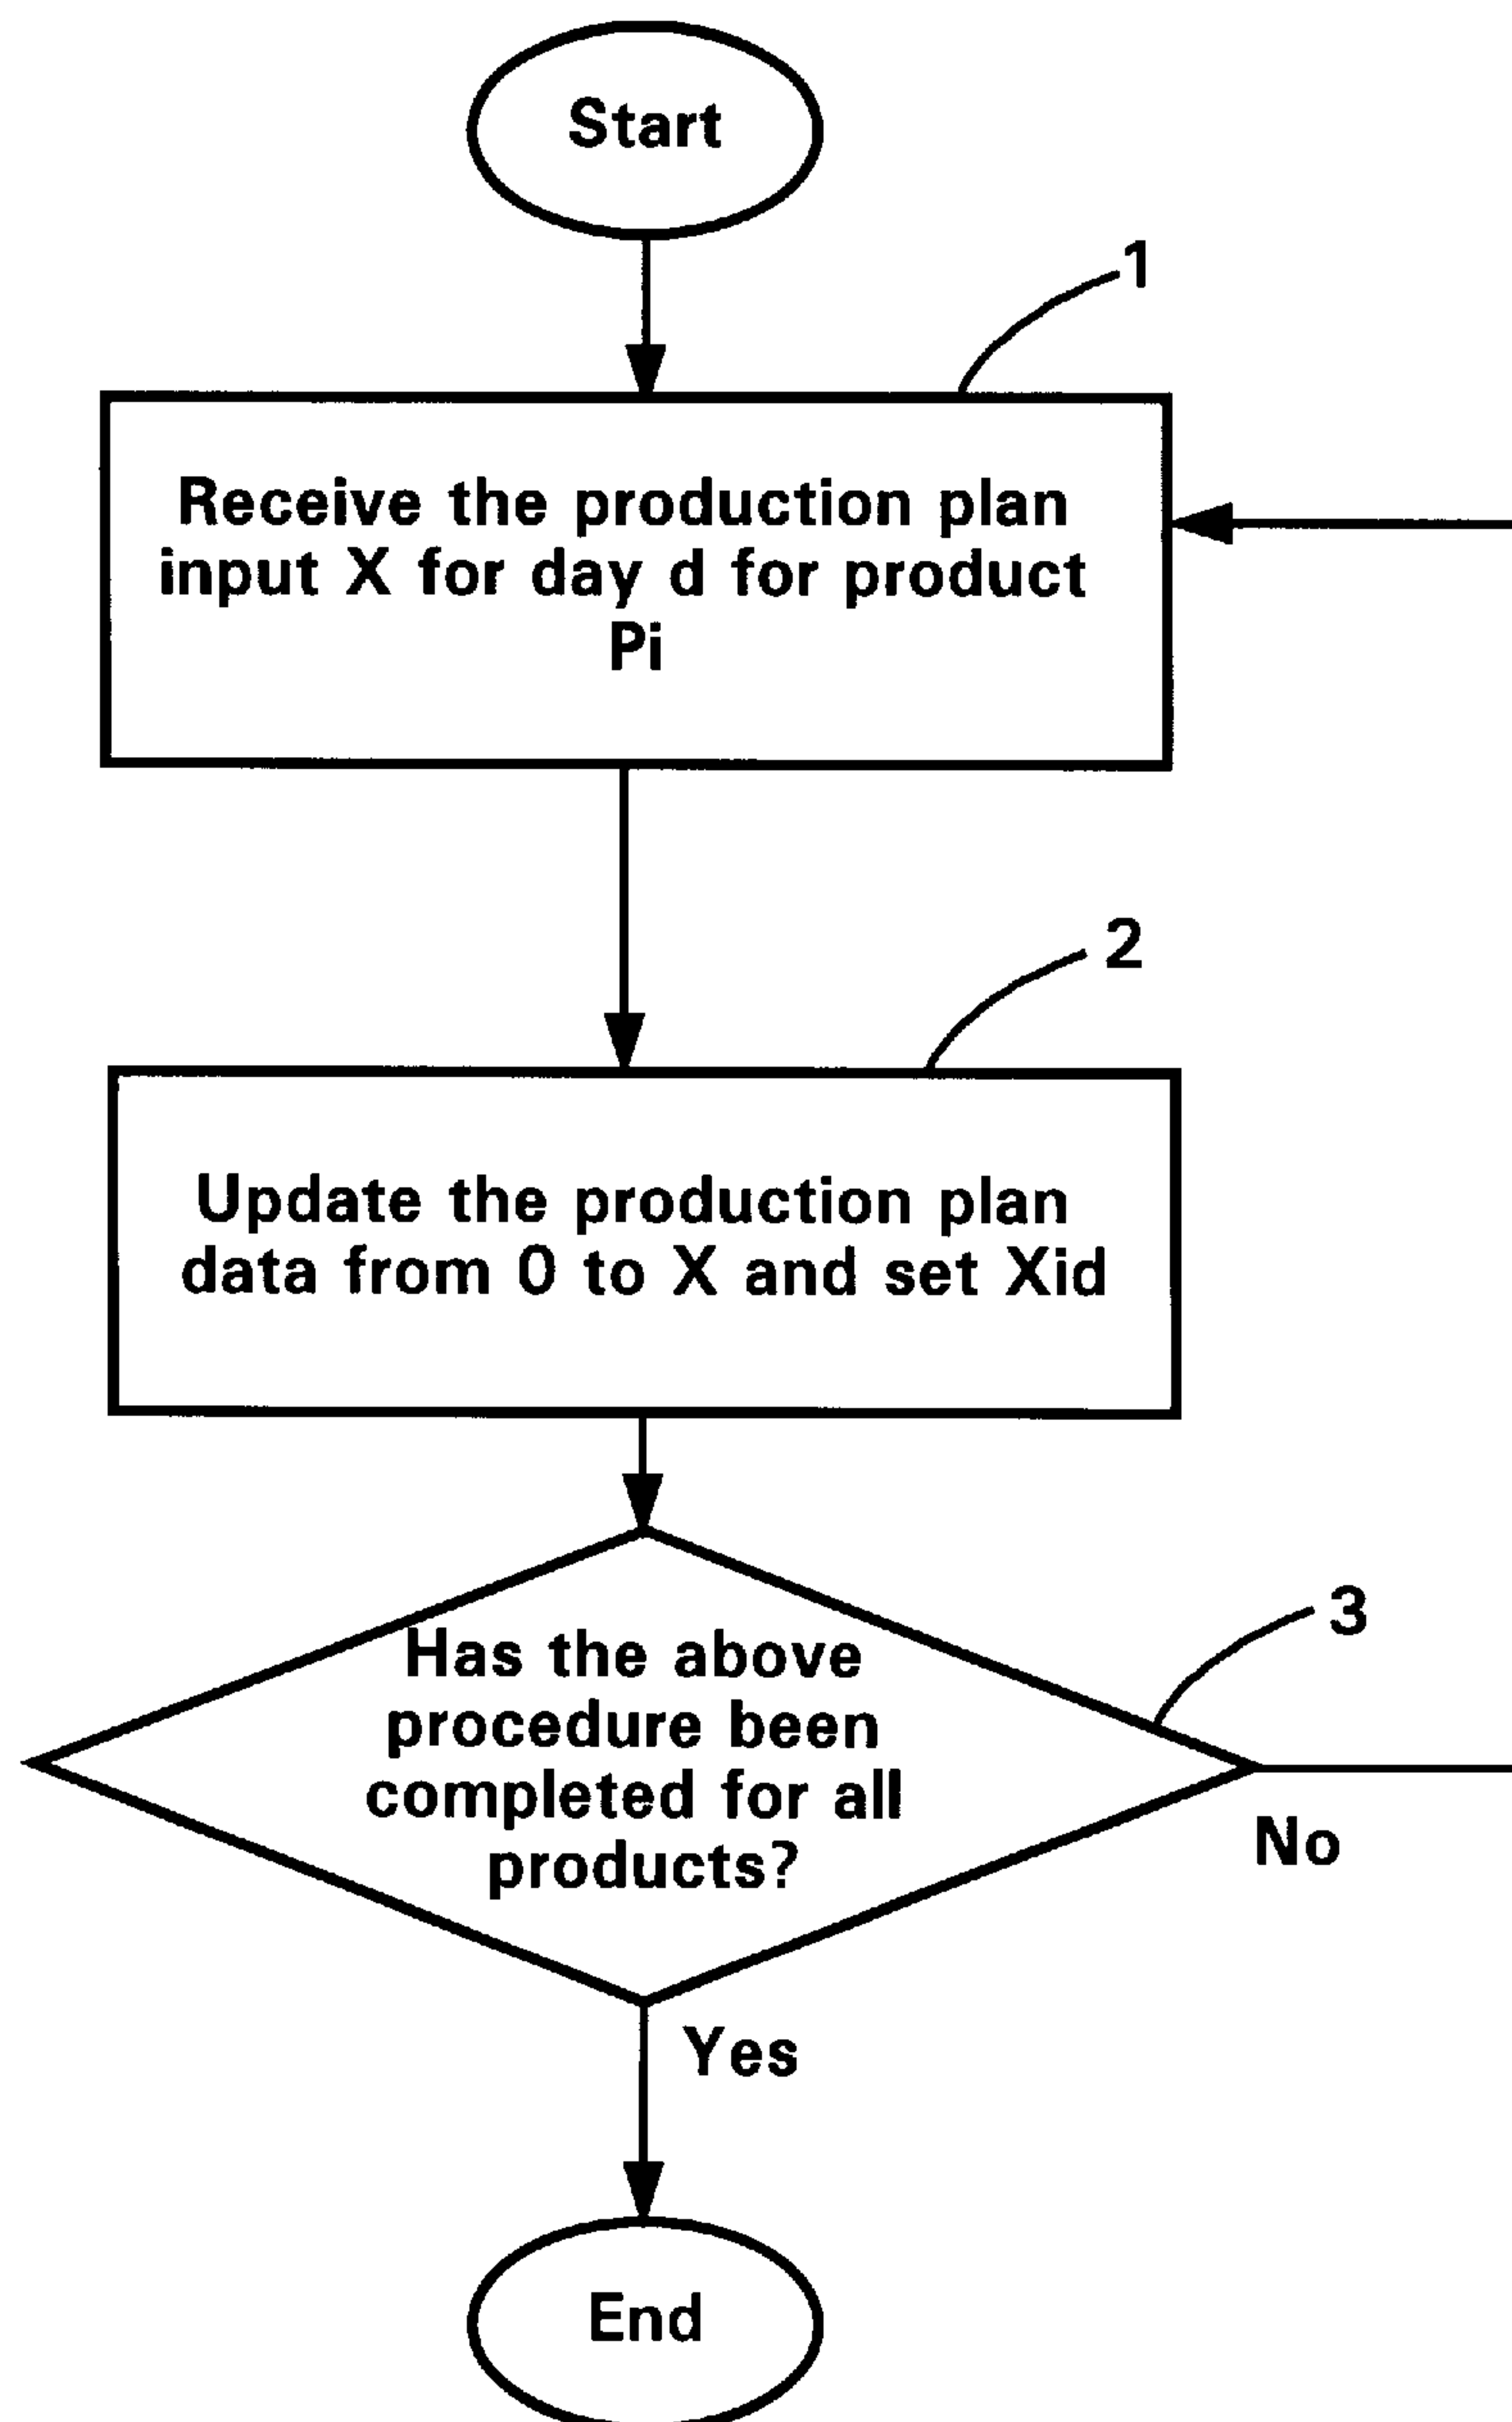 Start
1
Receive the production plan
input X for day d for product
Pi
2
Update the production plan
data from 0 to X and set Xid
3
Has the above
procedure been
completed for all
products?
No
Yes
End